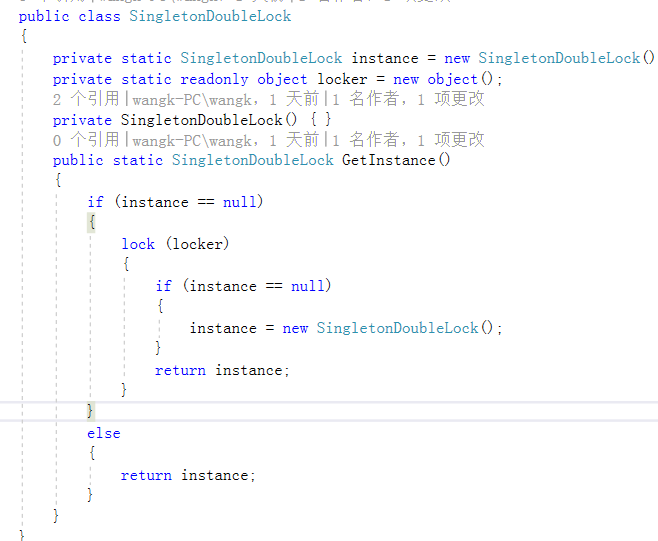 public class SingletonDoubleLock
{
private static SingletonDoubleLock instance = new SingletonDoubleLock()
private static readonly object locker = new object();
2 个引用|wangk-PC\wangk, 1 天前|1 名作者, 1 项更改
private SingletonDoubleLock() { }
0 个引用|wangk-PC\wangk, 1 天前|1 名作者, 1 项更改
public static SingletonDoubleLock GetInstance()
{
if (instance == null)
{
lock (locker)
{
if (instance == null)
{
instance = new SingletonDoubleLock();
}
return instance;
}
}
else
{
return instance;
}
}
}